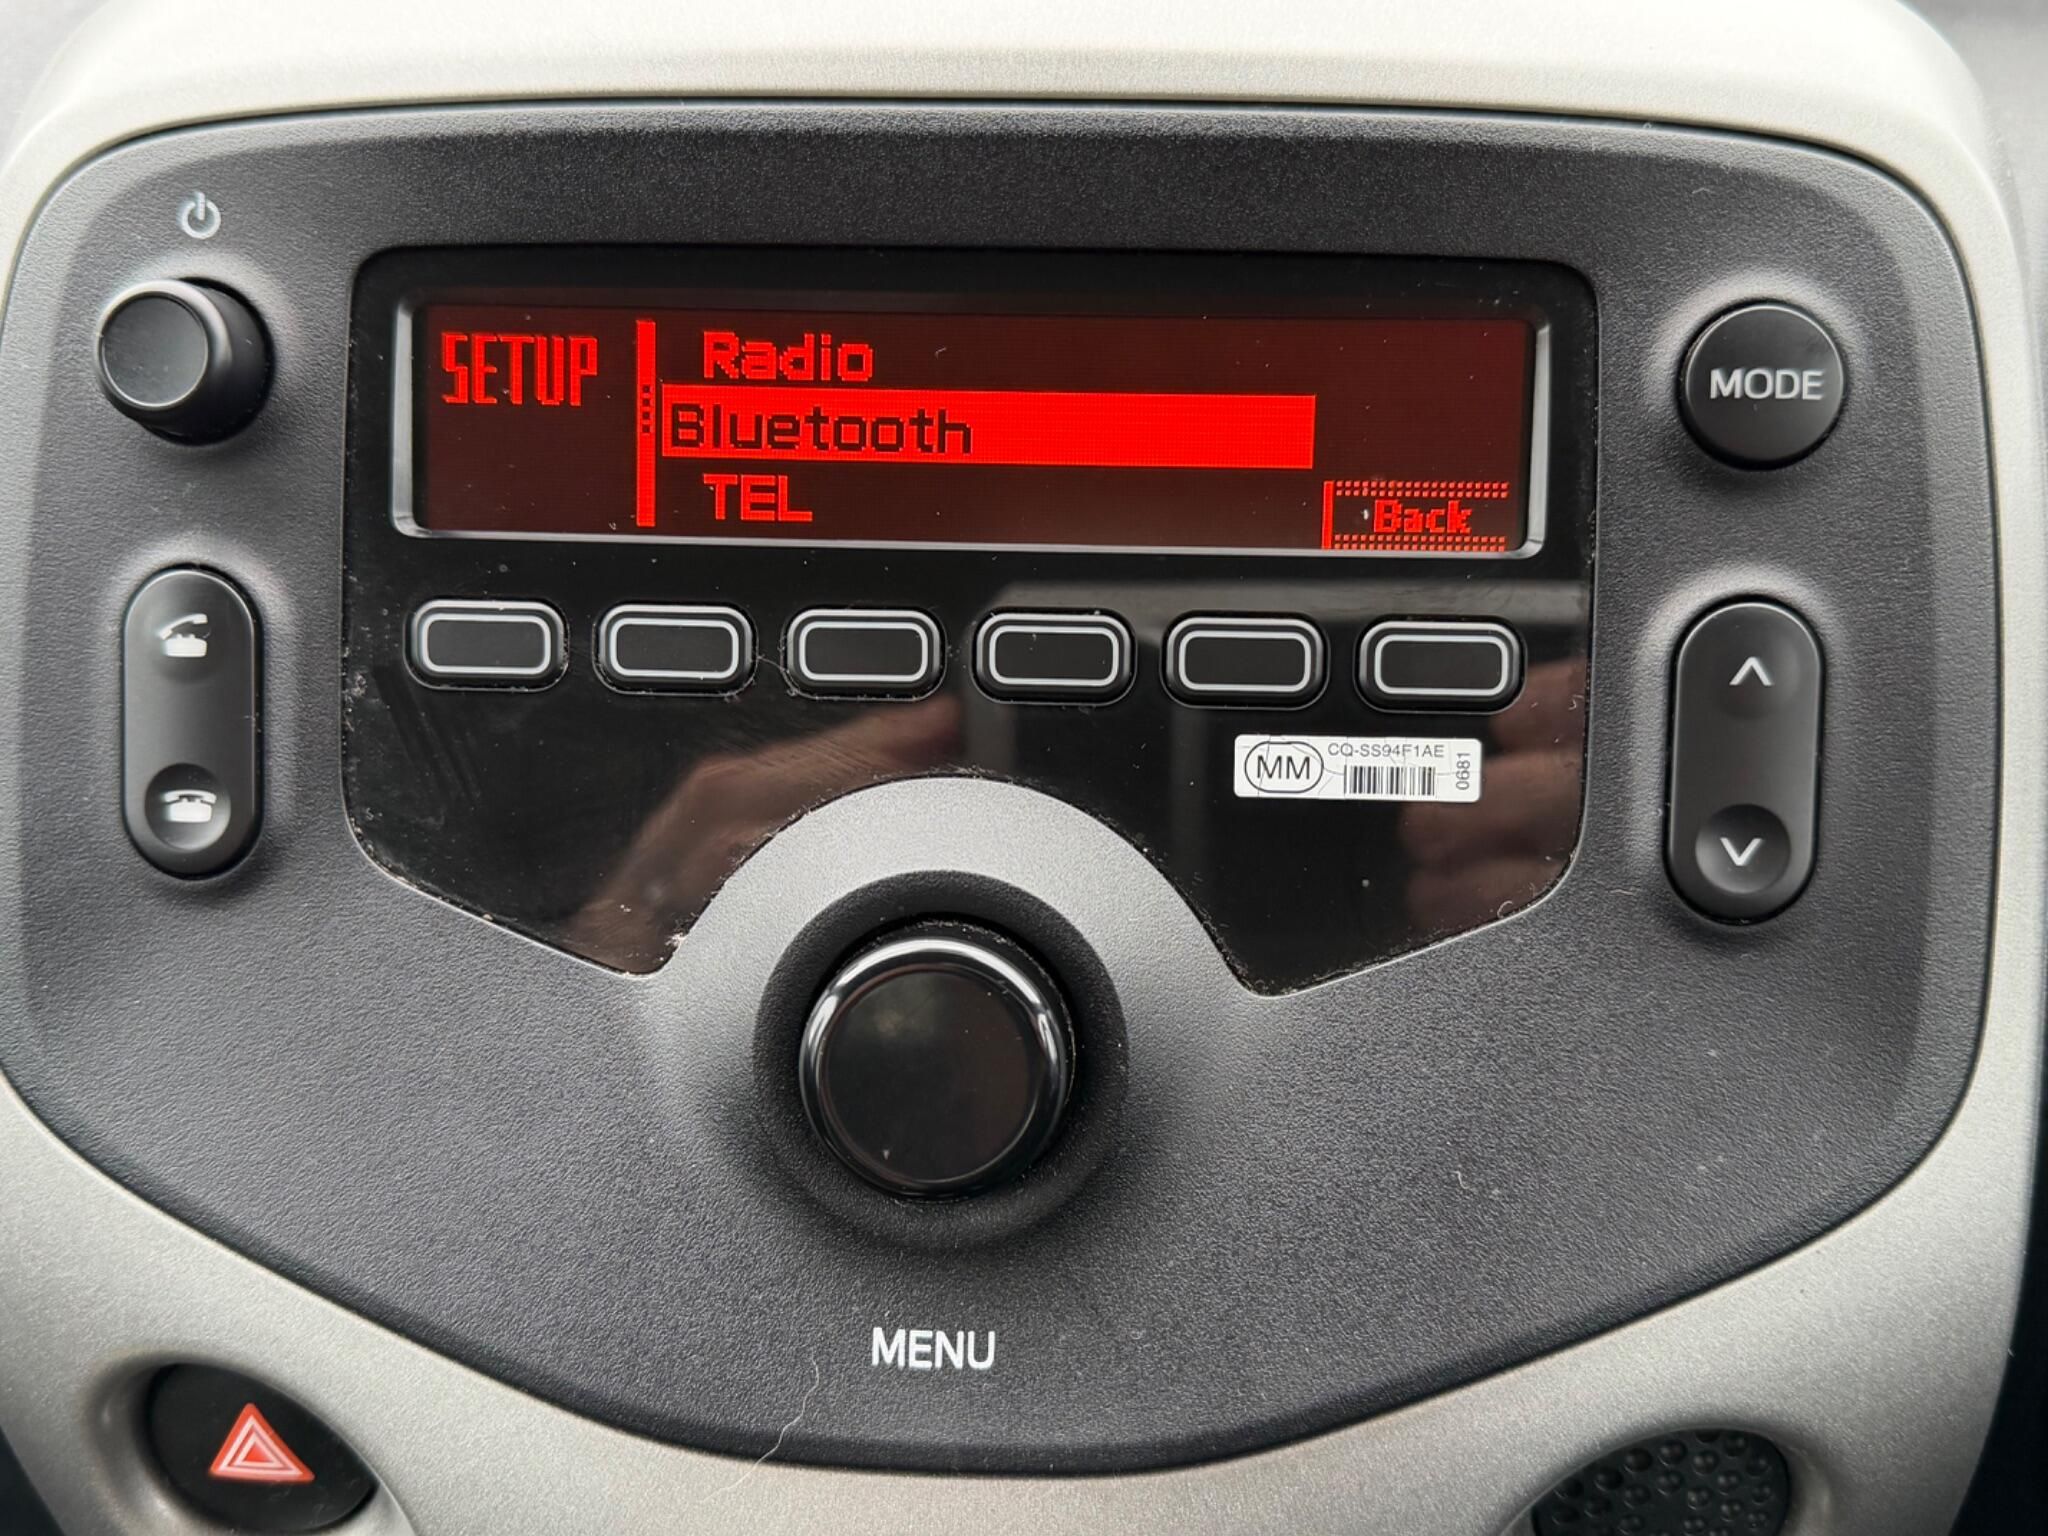 SETUP
Radio
Bluetooth
TEL
Back
MODE
MM
CQ-SS94F1AE
0681
MENU